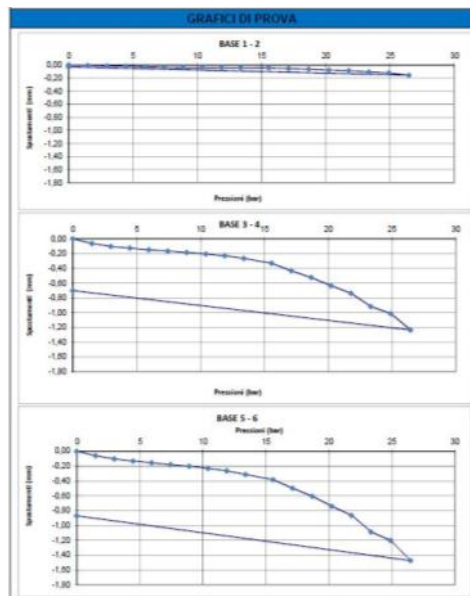 GRAFICI DI PROVA
BASE 1 - 2
0 5 10 15 20 25 30
0,00
-0,20
-0,40
-0,60
-0,80
-1,00
-1,20
-1,40
-1,60
-1,80
Spostamenti (mm)
Pressioni (bar)
BASE 3 - 4
0 5 10 15 20 25 30
0,00
-0,20
-0,40
-0,60
-0,80
-1,00
-1,20
-1,40
-1,60
-1,80
Spostamenti (mm)
Pressioni (bar)
BASE 5 - 6
Pressioni (bar)
0 5 10 15 20 25 30
0,00
-0,20
-0,40
-0,60
-0,80
-1,00
-1,20
-1,40
-1,60
-1,80
Spostamenti (mm)